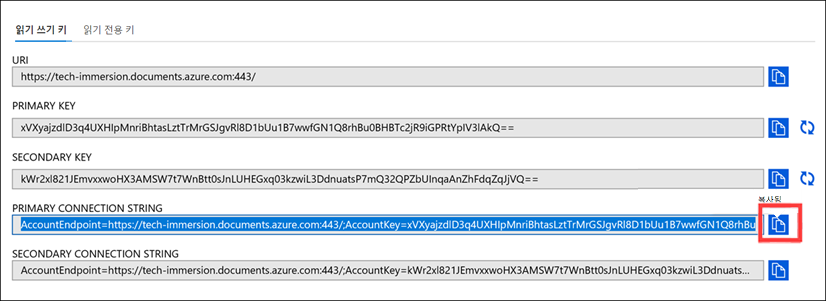 읽기 쓰기 키 읽기 전용 키
URI
https://tech-immersion.documents.azure.com:443/
PRIMARY KEY
xVXyajzdlD3q4UXHIpMnriBhtasLztTrMrGSJgvRl8D1bUu1B7wwfGN1Q8rhBu0BHBTc2jR9iGPRtYpIV3lAkQ==
SECONDARY KEY
kWr2xl821JEmvxxwoHX3AMSW7t7WnBtt0sJnLUHEGxq03kzwiL3DdnuatsP7mQ32QPZbUInqaAnZhFdqZqJjVQ==
복사됨
PRIMARY CONNECTION STRING
AccountEndpoint=https://tech-immersion.documents.azure.com:443/;AccountKey=xVXyajzdlD3q4UXHIpMnriBhtasLztTrMrGSJgvRl8D1bUu1B7wwfGN1Q8rhBu
SECONDARY CONNECTION STRING
AccountEndpoint=https://tech-immersion.documents.azure.com:443/;AccountKey=kWr2xl821JEmvxxwoHX3AMSW7t7WnBtt0sJnLUHEGxq03kzwiL3Ddnuats...